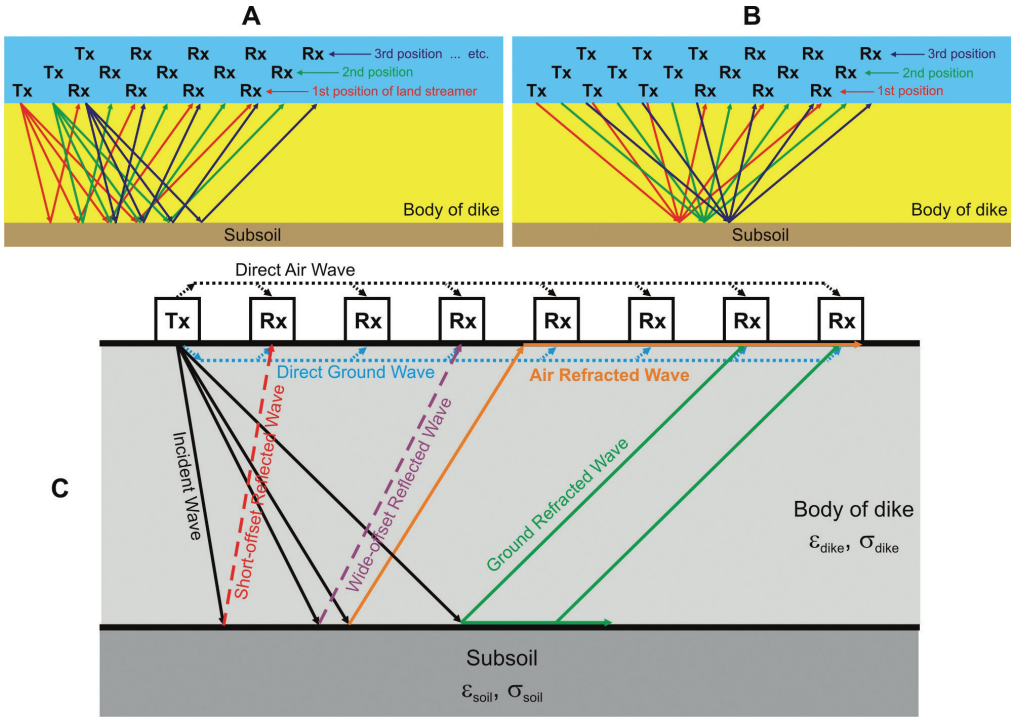 A
B
Tx Rx Rx Rx Rx 3rd position ... etc.
Tx Rx Rx Rx Rx 2nd position
Tx Rx Rx Rx Rx 1st position of land streamer
Body of dike
Subsoil
Tx Tx Tx Rx Rx Rx 3rd position
Tx Tx Tx Rx Rx Rx 2nd position
Tx Tx Tx Rx Rx Rx 1st position
Body of dike
Subsoil
Direct Air Wave
Tx Rx Rx Rx Rx Rx Rx Rx
Direct Ground Wave
Air Refracted Wave
Incident Wave
Short-offset Reflected Wave
Wide-offset Reflected Wave
Ground Refracted Wave
C
Body of dike
εdike, σdike
Subsoil
εsoil, σsoil